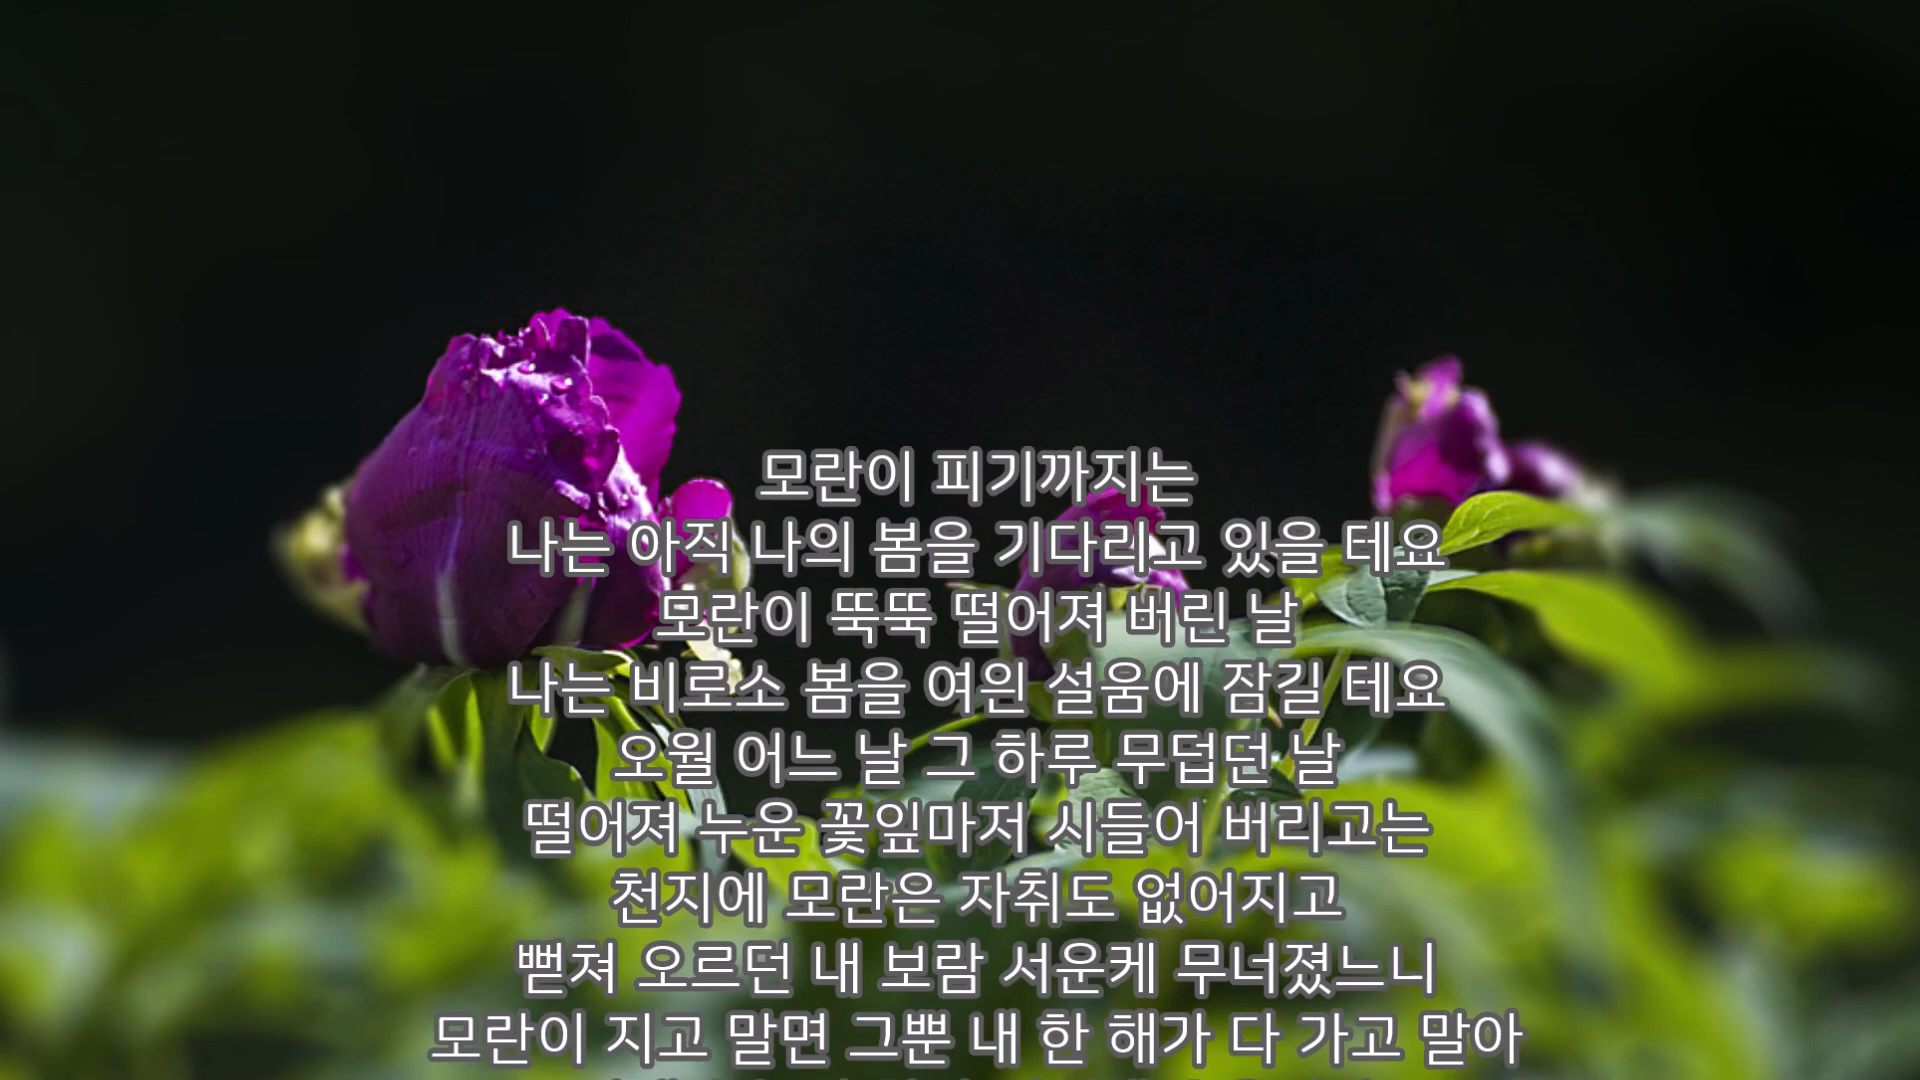 모란이 피기까지는
나는 아직 나의 봄을 기다리고 있을 테요
모란이 뚝뚝 떨어져 버린 날
나는 비로소 봄을 여읜 설움에 잠길 테요
오월 어느 날 그 하루 무덥던 날
떨어져 누운 꽃잎마저 시들어 버리고는
천지에 모란은 자취도 없어지고
뻗쳐 오르던 내 보람 서운케 무너졌느니
모란이 지고 말면 그뿐 내 한 해가 다 가고 말아